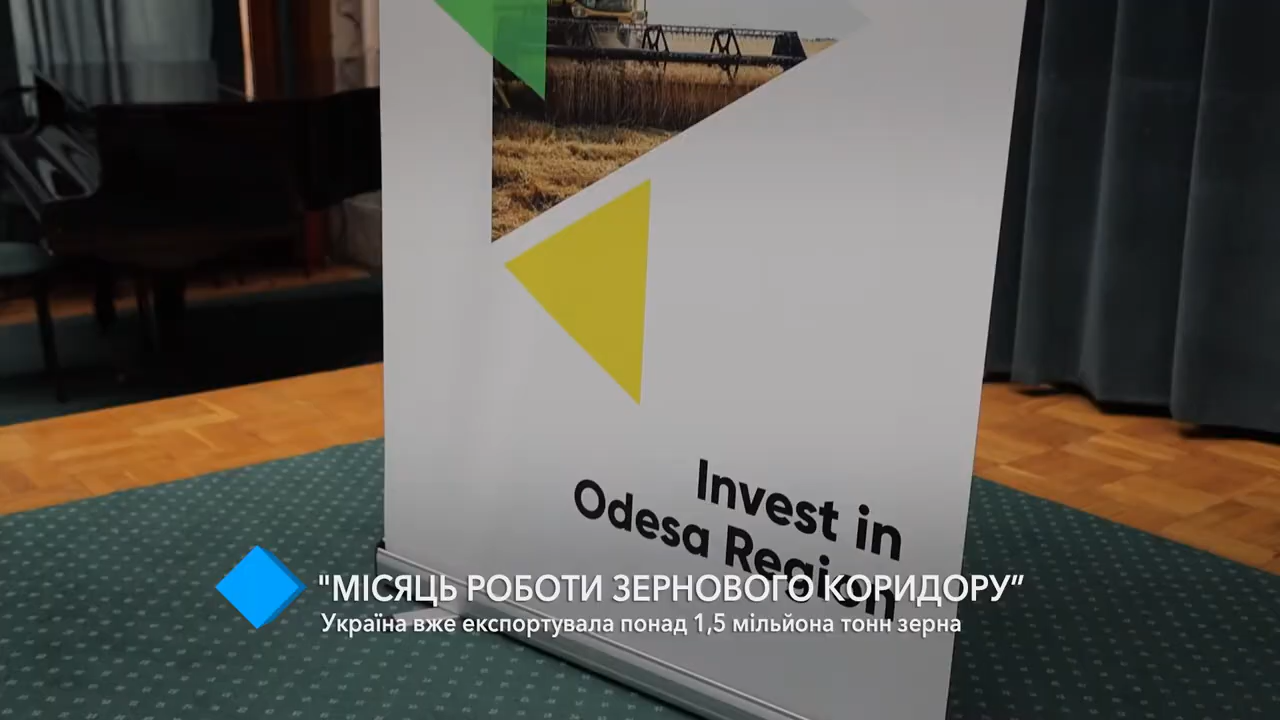 Invest in
Odesa Region
"МІСЯЦЬ РОБОТИ ЗЕРНОВОГО КОРИДОРУ”
Україна вже експортувала понад 1,5 мільйона тонн зерна